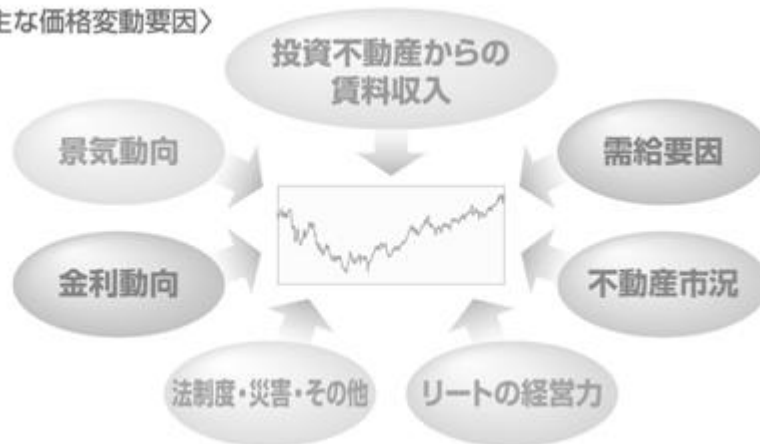 主な価格変動要因〉
投資不動産からの
賃料収入
景気動向
需給要因
金利動向
不動産市況
法制度・災害・その他
リートの経営力